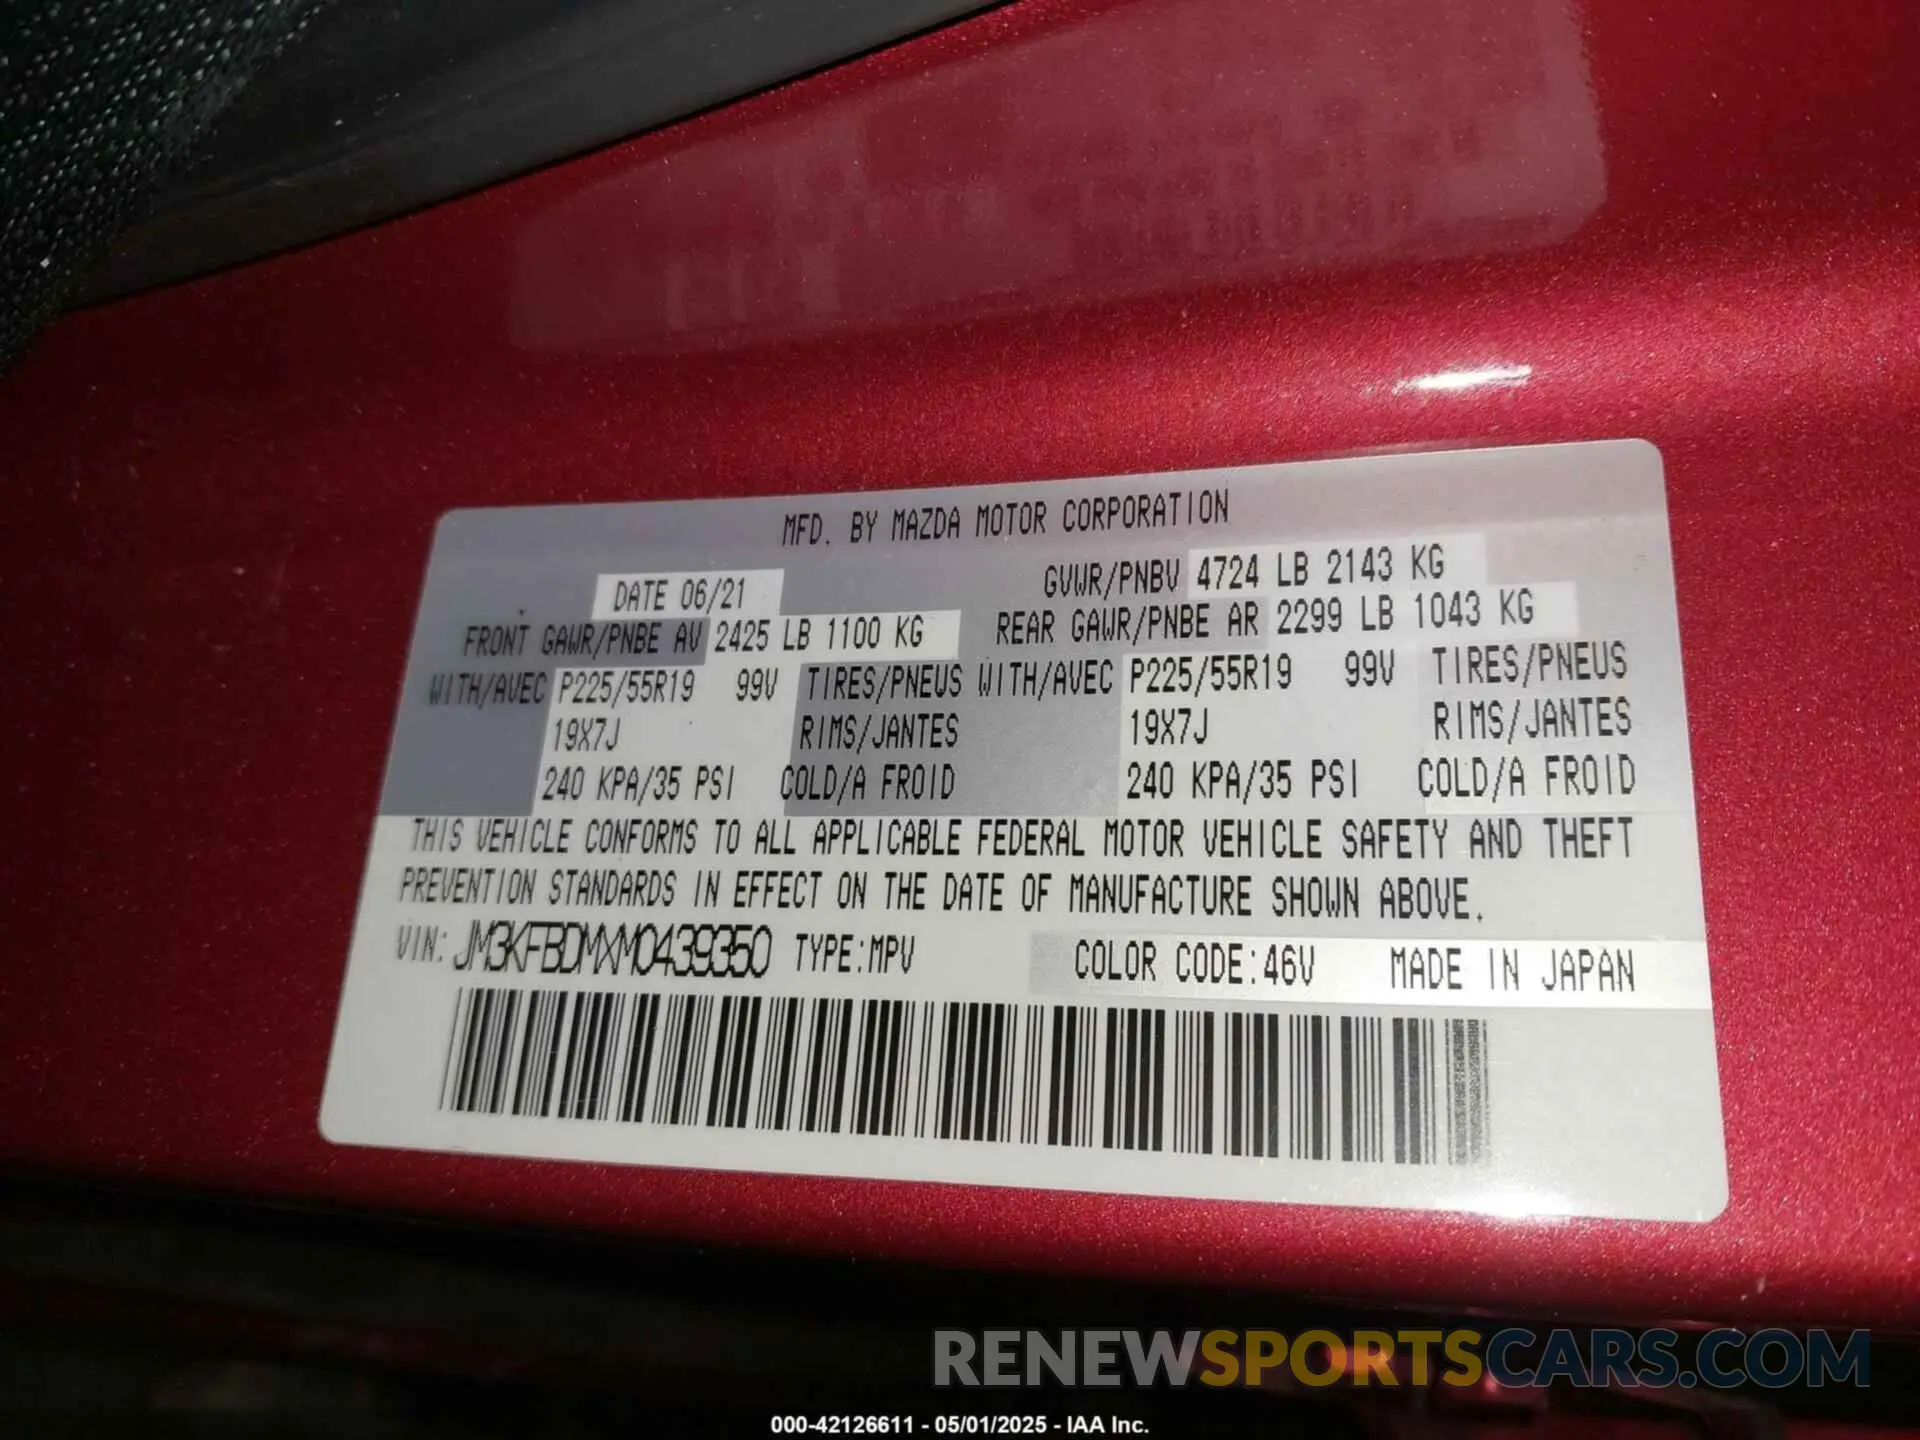 MFD. BY MAZDA MOTOR CORPORATION
DATE 06/21 GVWR/PNBV 4724 LB 2143 KG
FRONT GAWR/PNBE AV 2425 LB 1100 KG REAR GAWR/PNBE AR 2299 LB 1043 KG
WITH/AVEC P225/55R19 99V TIRES/PNEUS WITH/AVEC P225/55R19 99V TIRES/PNEUS
19X7J RIMS/JANTES 19X7J RIMS/JANTES
240 KPA/35 PSI COLD/A FROID 240 KPA/35 PSI COLD/A FROID
THIS VEHICLE CONFORMS TO ALL APPLICABLE FEDERAL MOTOR VEHICLE SAFETY AND THEFT
PREVENTION STANDARDS IN EFFECT ON THE DATE OF MANUFACTURE SHOWN ABOVE.
VIN: JM3KFBDMXM0439350 TYPE:MPV COLOR CODE:46V MADE IN JAPAN
RENEWSPORTSCARS.COM
000-42126611 - 05/01/2025 - IAA Inc.